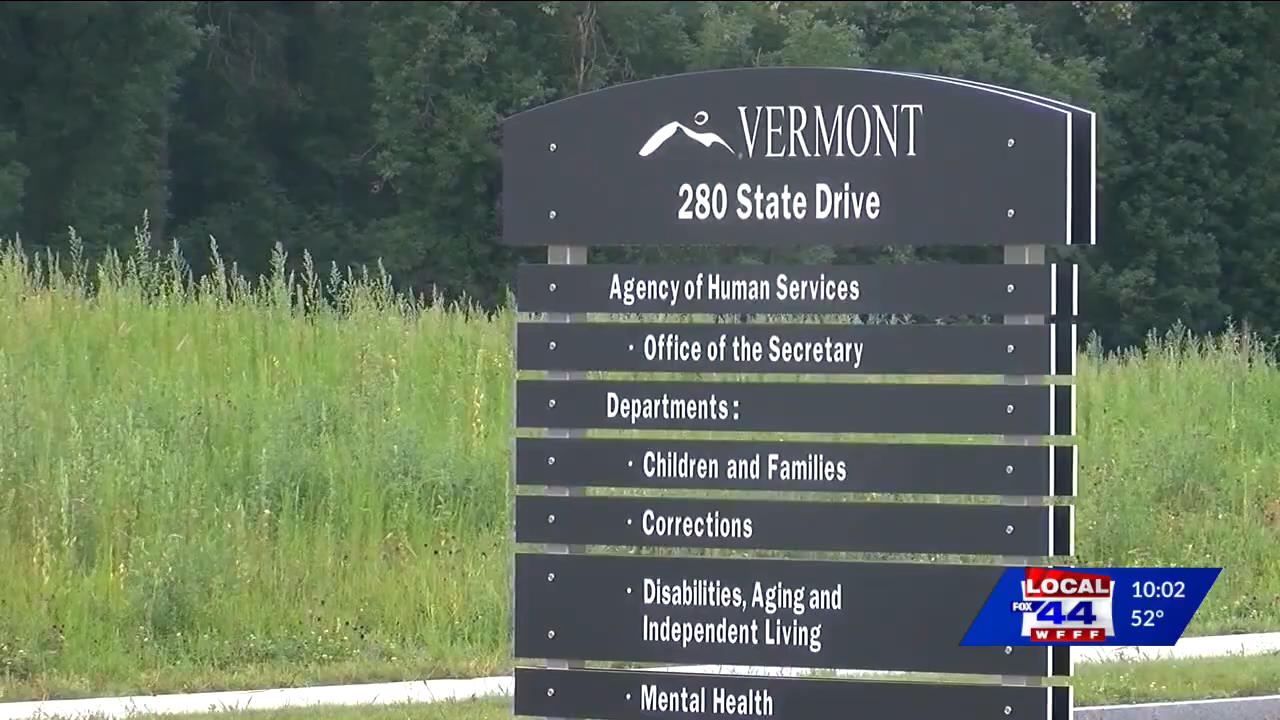 VERMONT
280 State Drive
Agency of Human Services
· Office of the Secretary
Departments:
· Children and Families
· Corrections
· Disabilities, Aging and
Independent Living
· Mental Health
LOCAL
FOX 44
WFFF
10:02
52°